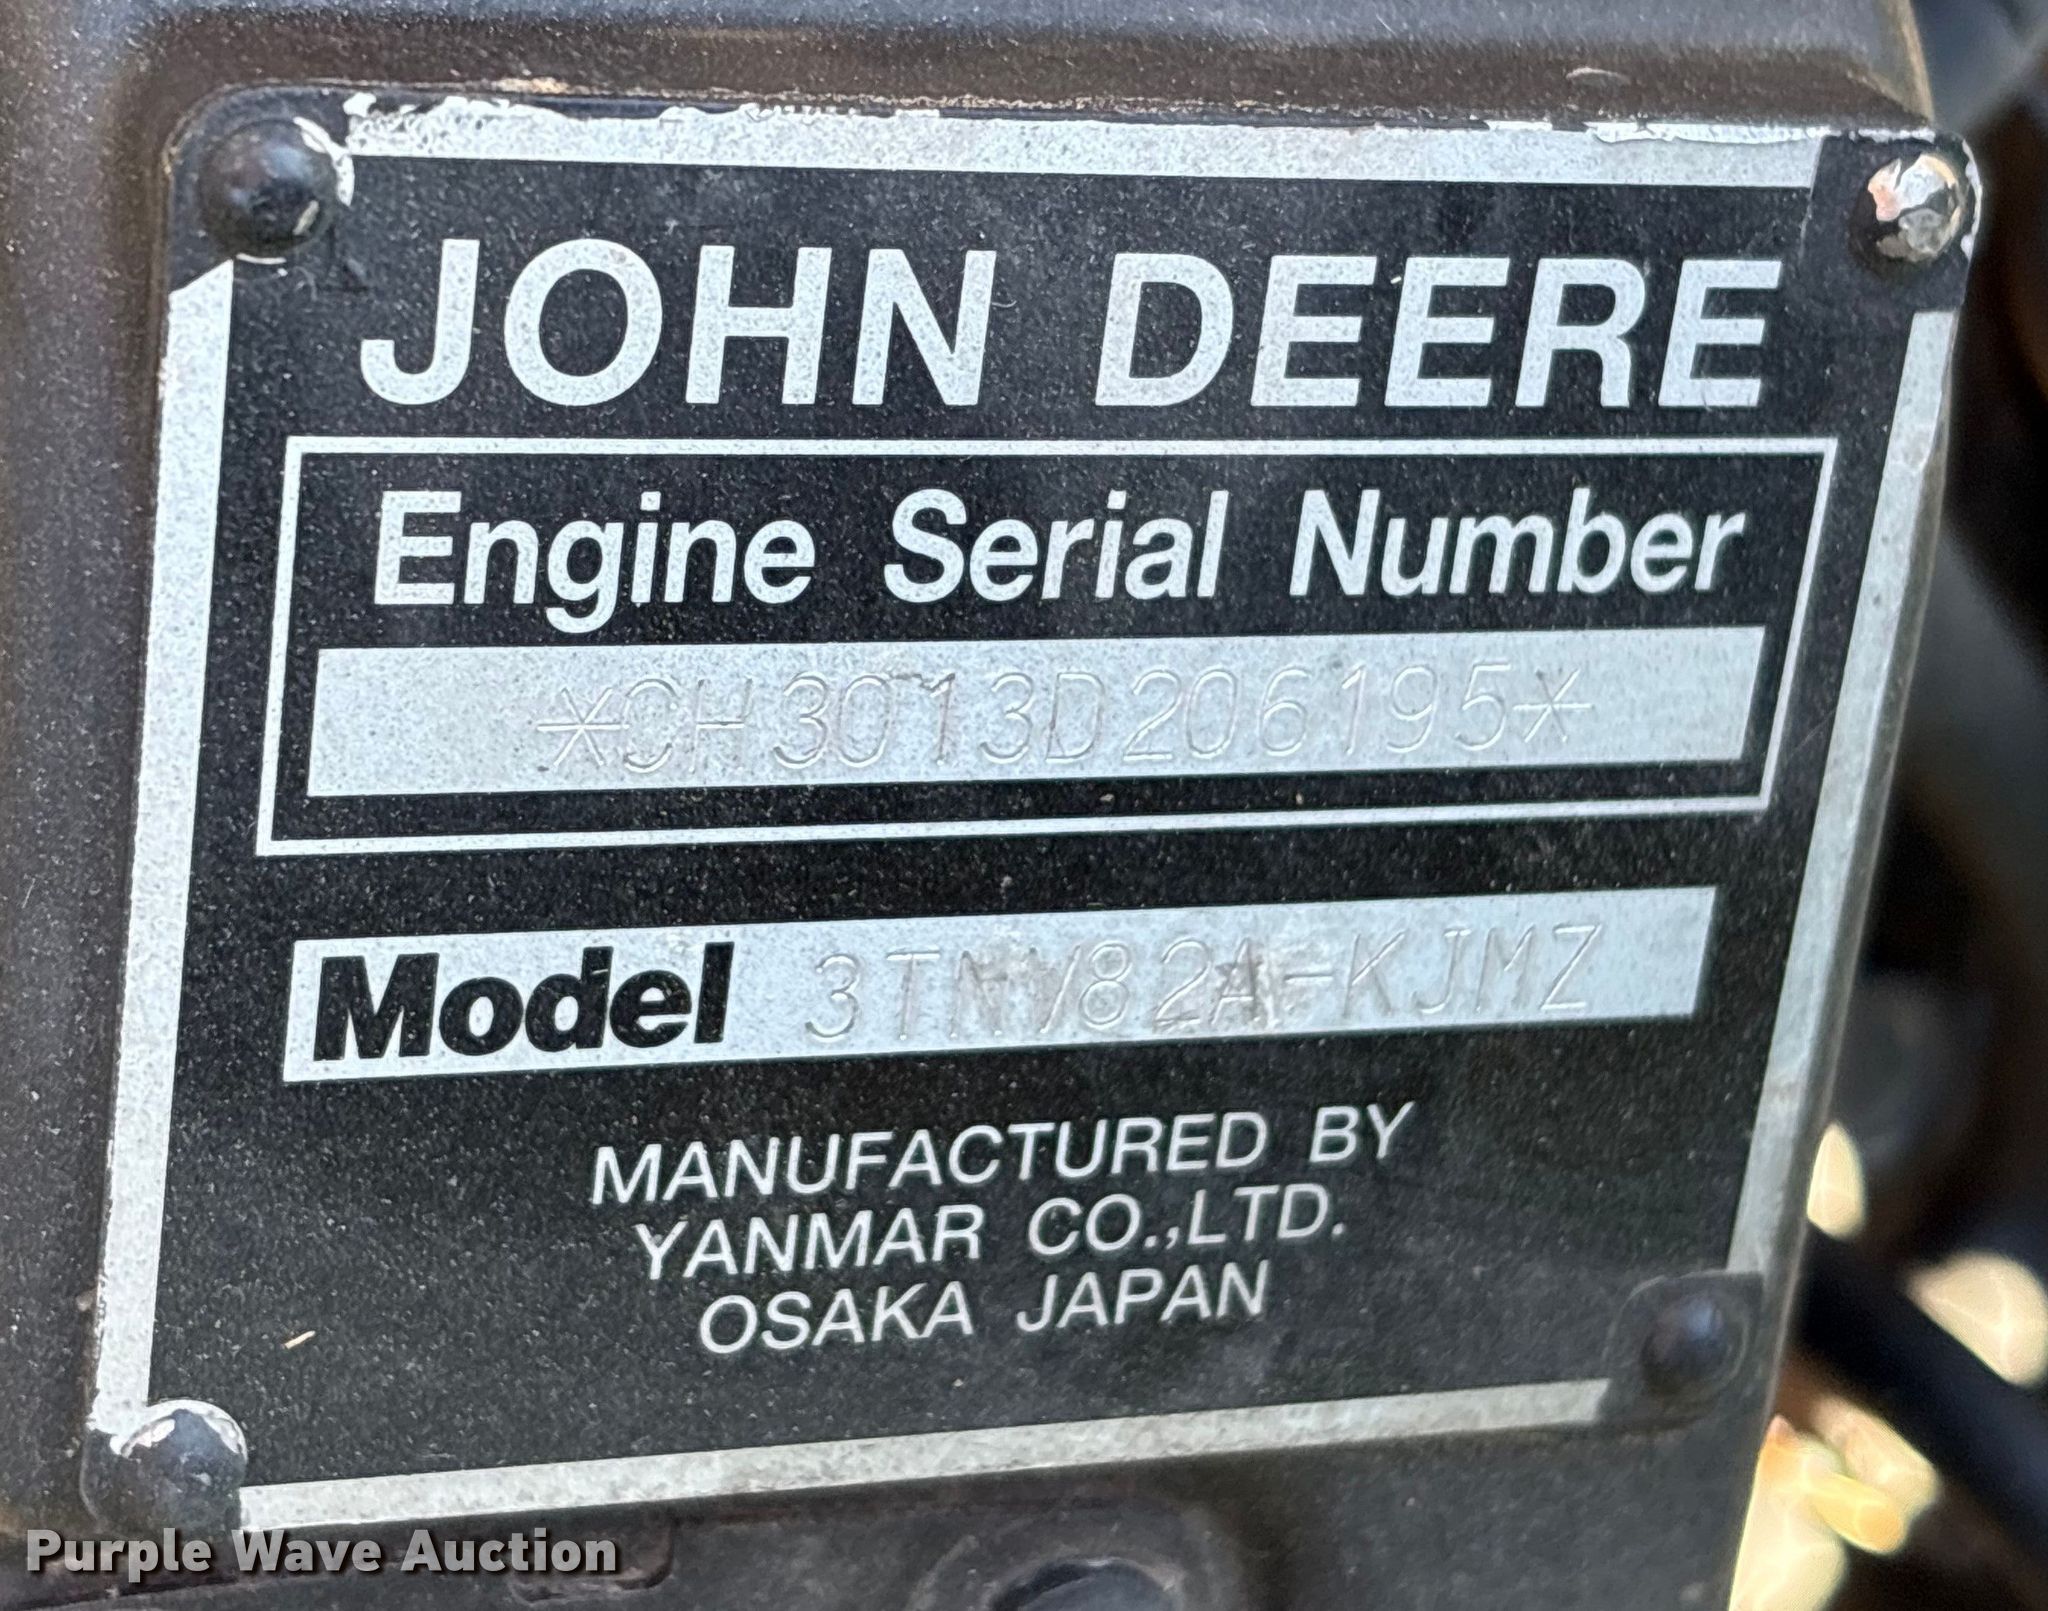 JOHN DEERE
Engine Serial Number
*CH3013D206195*
Model 3TNV82A-KJMZ
MANUFACTURED BY
YANMAR CO.,LTD.
OSAKA JAPAN
Purple Wave Auction